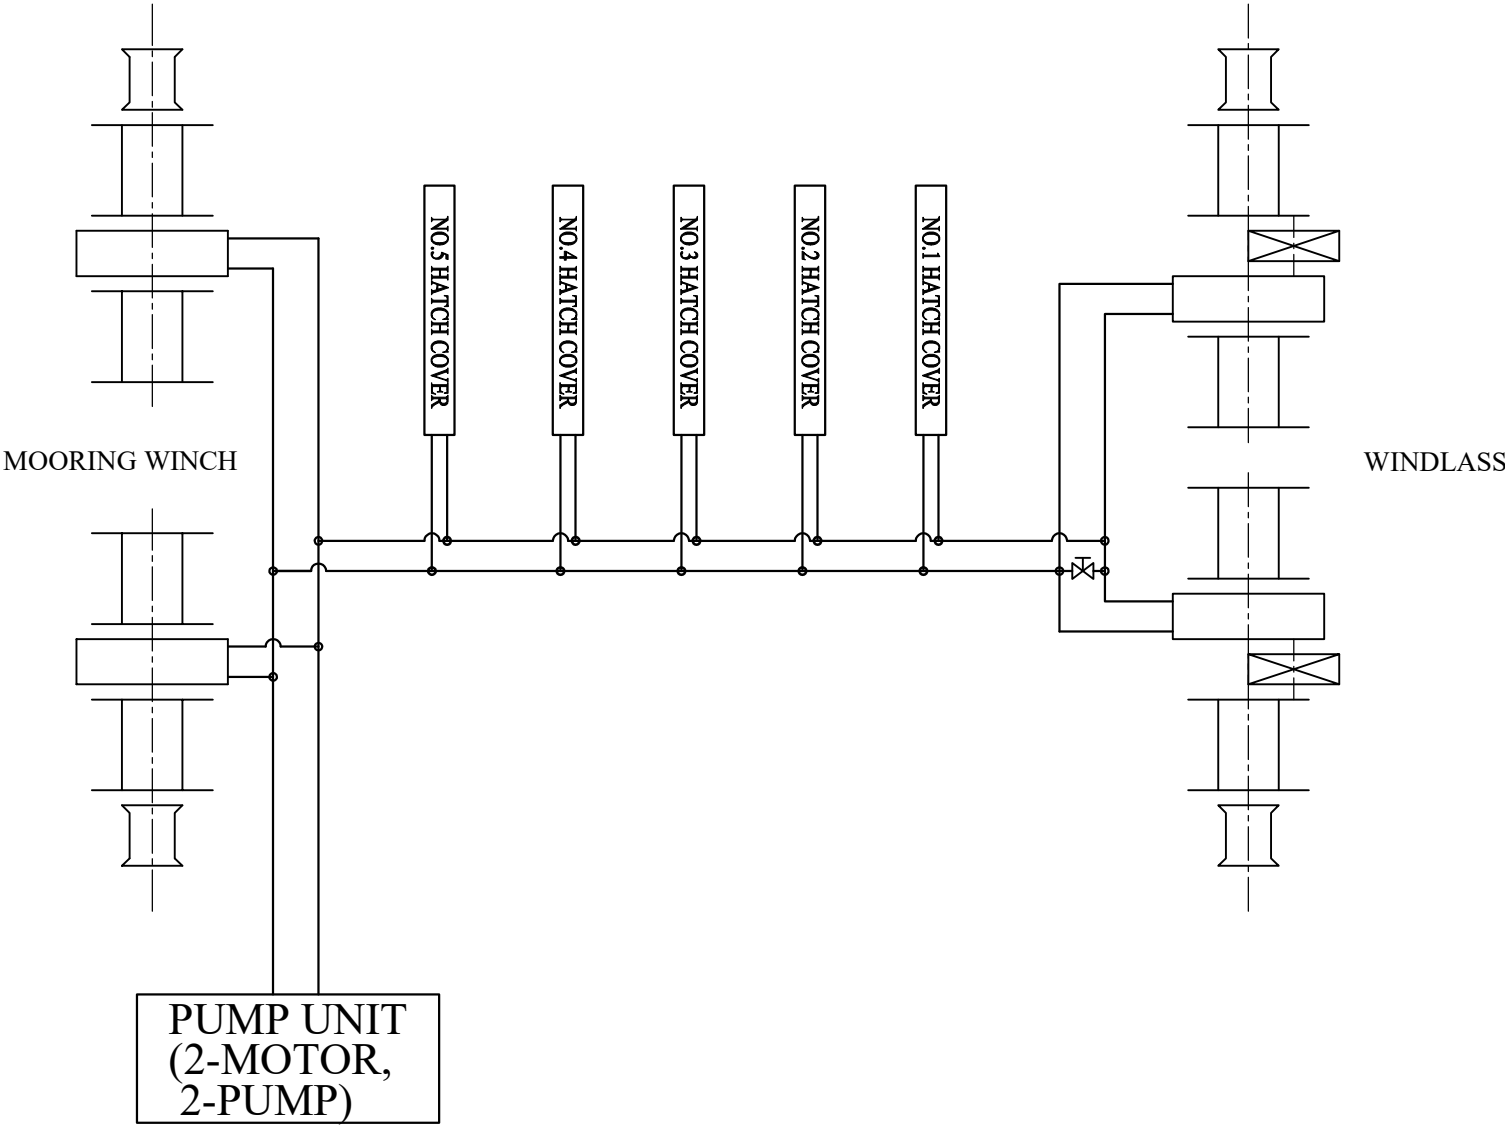 NO.5 HATCH COVER
NO.4 HATCH COVER
NO.3 HATCH COVER
NO.2 HATCH COVER
NO.1 HATCH COVER
MOORING WINCH
WINDLASS
PUMP UNIT
(2-MOTOR,
2-PUMP)